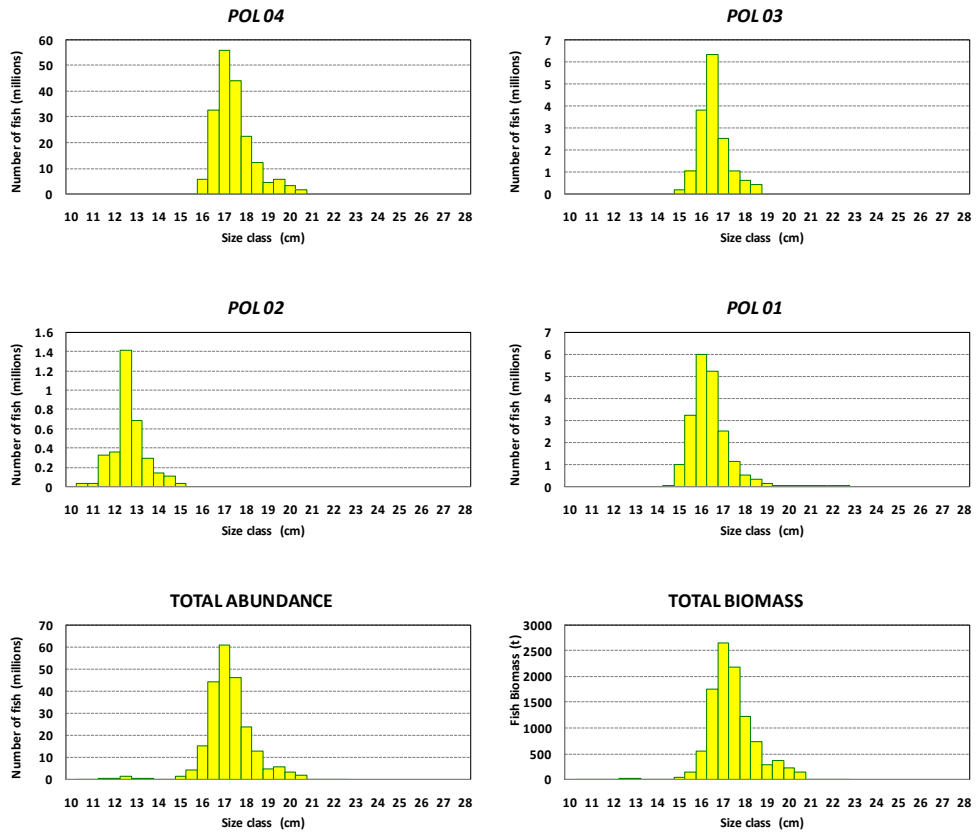 POL 04
60
50
40
30
20
10
0
Number of fish (millions)
10 11 12 13 14 15 16 17 18 19 20 21 22 23 24 25 26 27 28
Size class (cm)
POL 03
7
6
5
4
3
2
1
0
Number of fish (millions)
10 11 12 13 14 15 16 17 18 19 20 21 22 23 24 25 26 27 28
Size class (cm)
POL 02
1.6
1.4
1.2
1
0.8
0.6
0.4
0.2
0
Number of fish (millions)
10 11 12 13 14 15 16 17 18 19 20 21 22 23 24 25 26 27 28
Size class (cm)
POL 01
7
6
5
4
3
2
1
0
Number of fish (millions)
10 11 12 13 14 15 16 17 18 19 20 21 22 23 24 25 26 27 28
Size class (cm)
TOTAL ABUNDANCE
70
60
50
40
30
20
10
0
Number of fish (millions)
10 11 12 13 14 15 16 17 18 19 20 21 22 23 24 25 26 27 28
Size class (cm)
TOTAL BIOMASS
3000
2500
2000
1500
1000
500
0
Fish Biomass (t)
10 11 12 13 14 15 16 17 18 19 20 21 22 23 24 25 26 27 28
Size class (cm)